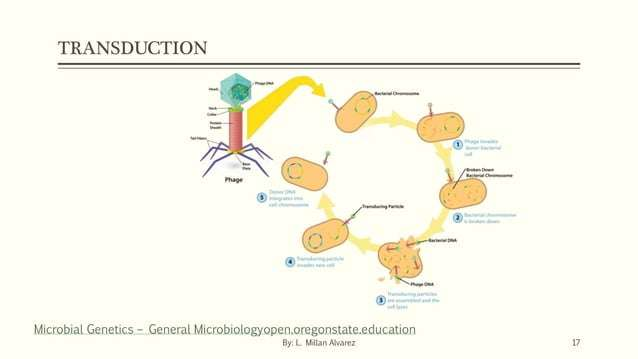 TRANSDUCTION
Phage DNA
Head
Neck
Collar
Protein
Sheath
Tail Fibers
Base
Plate
Phage
Bacterial Chromosome
1 Phage invades
donor bacterial
cell
Broken Down
Bacterial Chromosome
2 Bacterial chromosome
is broken down
Bacterial DNA
Phage DNA
3 Transducing particles
are assembled and the
cell lyses
Transducing Particle
4 Transducing particle
invades new cell
5 Donor DNA
integrates into
cell chromosome
Microbial Genetics – General Microbiologyopen.oregonstate.education
By: L. Millan Alvarez
17